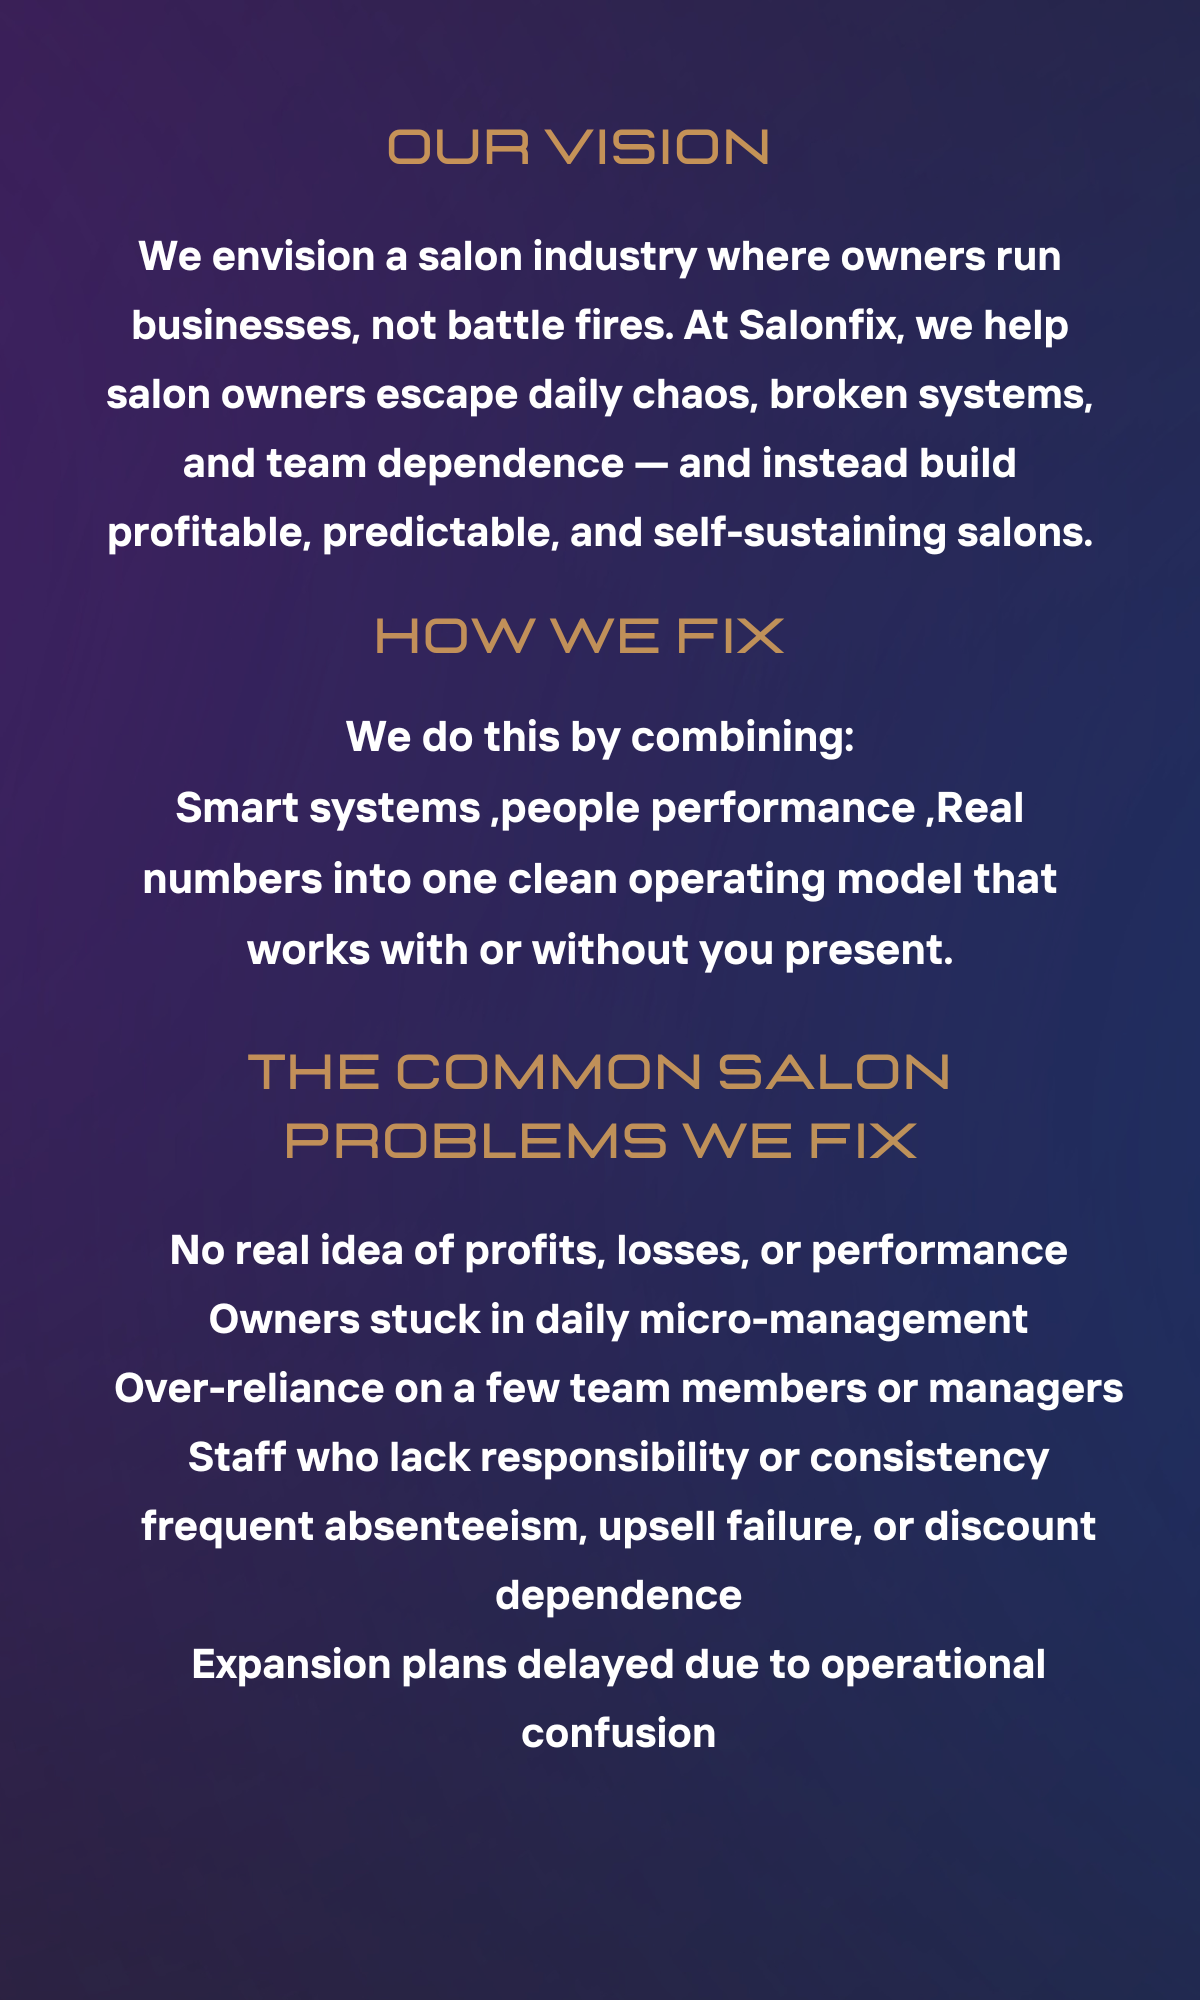 OUR VISION
We envision a salon industry where owners run
businesses, not battle fires. At Salonfix, we help
salon owners escape daily chaos, broken systems,
and team dependence — and instead build
profitable, predictable, and self-sustaining salons.
HOW WE FIX
We do this by combining:
Smart systems ,people performance ,Real
numbers into one clean operating model that
works with or without you present.
THE COMMON SALON
PROBLEMS WE FIX
No real idea of profits, losses, or performance
Owners stuck in daily micro-management
Over-reliance on a few team members or managers
Staff who lack responsibility or consistency
frequent absenteeism, upsell failure, or discount
dependence
Expansion plans delayed due to operational
confusion